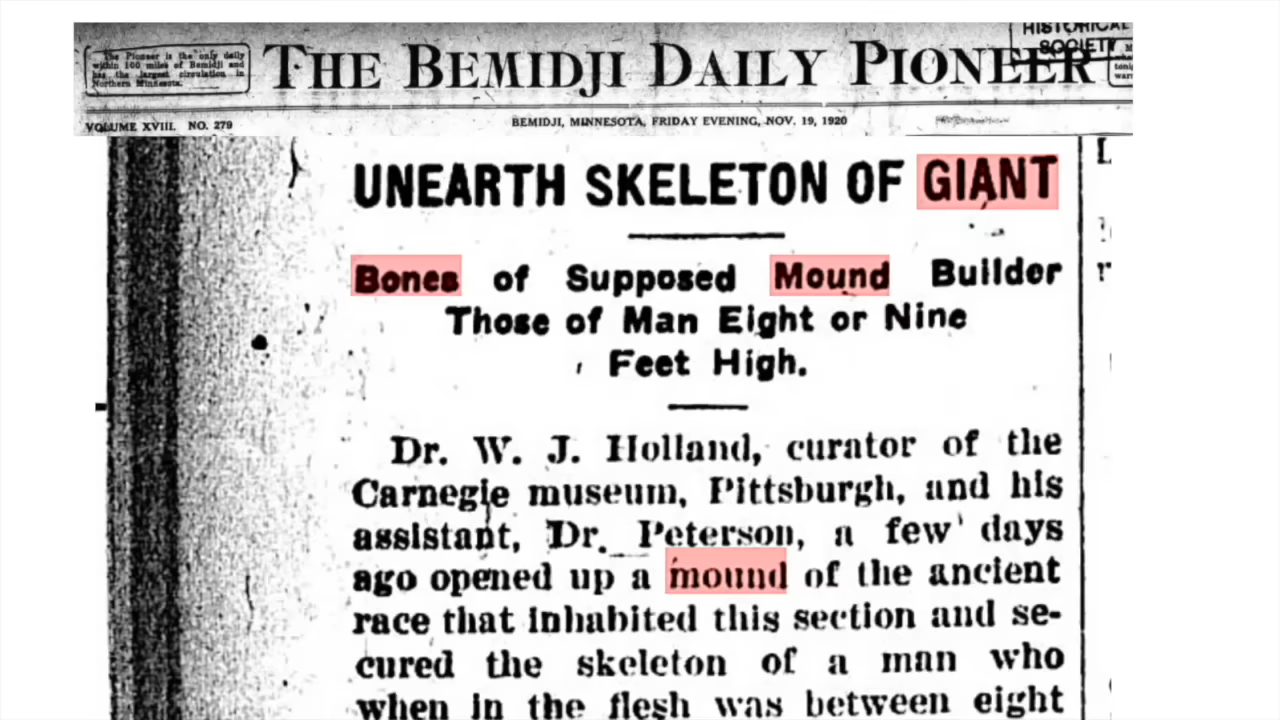 The Pioneer is the only daily
within 100 miles of Bemidji and
has the largest circulation in
Northern Minnesota.
THE BEMIDJI DAILY PIONEER
HISTORICAL
SOCIETY
VOLUME XVIII. NO. 279
BEMIDJI, MINNESOTA, FRIDAY EVENING, NOV. 19, 1920
UNEARTH SKELETON OF GIANT
Bones of Supposed Mound Builder
Those of Man Eight or Nine
Feet High.
Dr. W. J. Holland, curator of the
Carnegie museum, Pittsburgh, and his
assistant, Dr. Peterson, a few days
ago opened up a mound of the ancient
race that inhabited this section and se-
cured the skeleton of a man who
when in the flesh was between eight